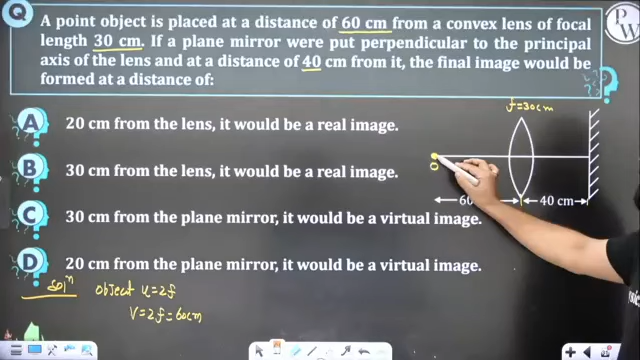 Q A point object is placed at a distance of 60 cm from a convex lens of focal
length 30 cm. If a plane mirror were put perpendicular to the principal
axis of the lens and at a distance of 40 cm from it, the final image would be
formed at a distance of:
PW
A 20 cm from the lens, it would be a real image.
B 30 cm from the lens, it would be a real image.
C 30 cm from the plane mirror, it would be a virtual image.
D 20 cm from the plane mirror, it would be a virtual image.
f=30cm
O
60
40 cm
Solⁿ object u=2f
V=2f=60cm